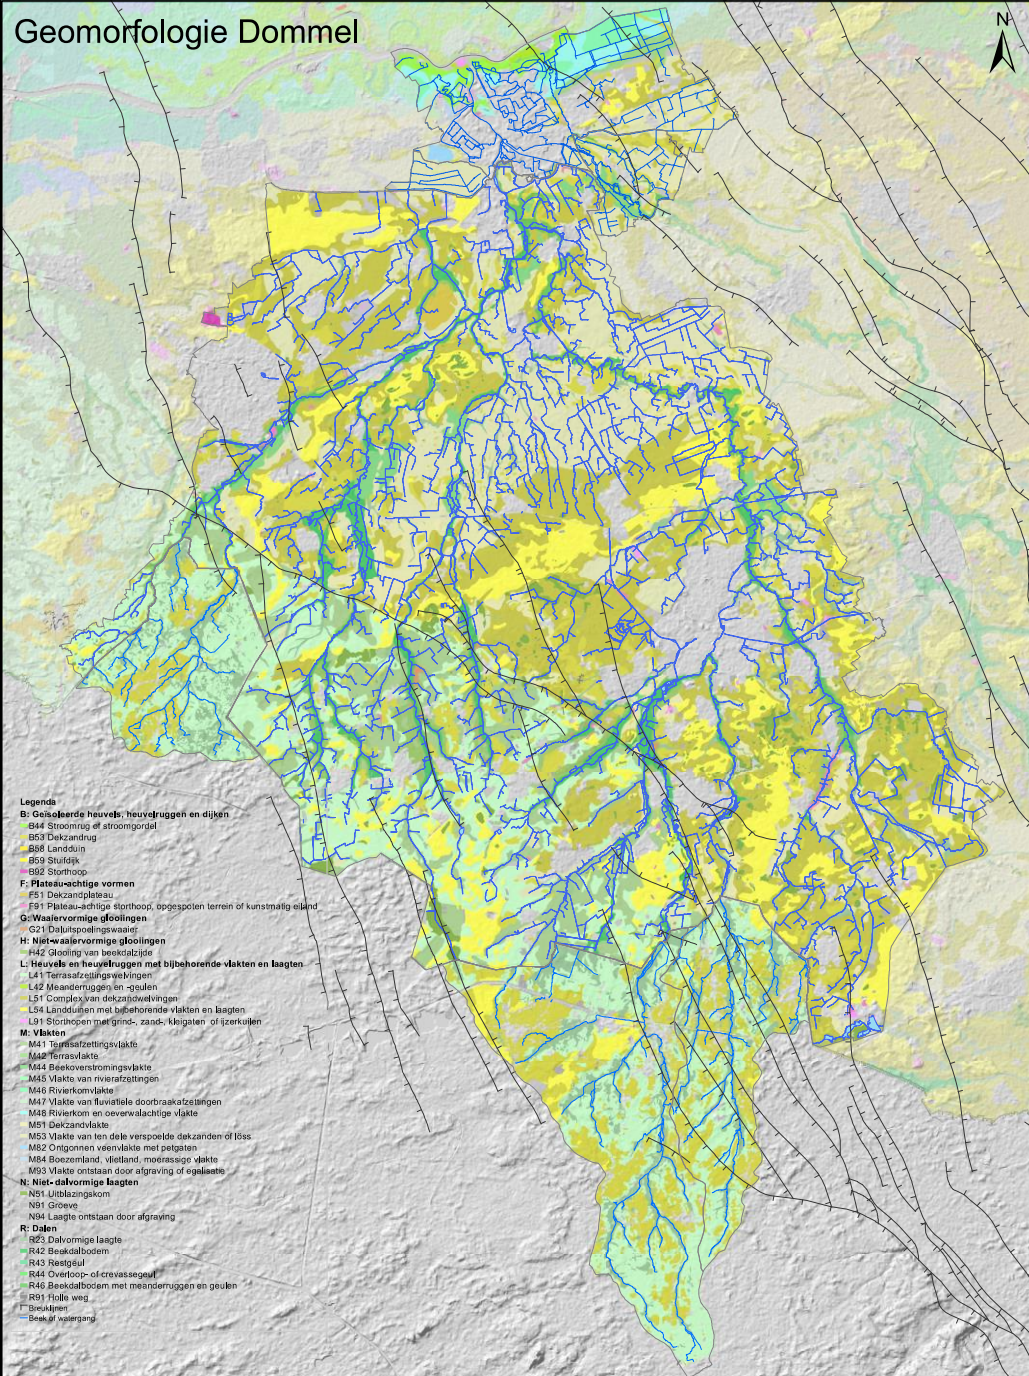 Geomorfologie Dommel
N
Legenda
B: Geïsoleerde heuvels, heuvelruggen en dijken
B44 Stroomrug of stroomgordel
B53 Dekzandrug
B58 Landduin
B59 Stuifdijk
B92 Storthoop
F: Plateau-achtige vormen
F51 Dekzandplateau
F91 Plateau-achtige storthoop, opgespoten terrein of kunstmatig eiland
G: Waaiervormige glooiingen
G21 Daluitspoelingswaaier
H: Niet-waaiervormige glooiingen
H42 Glooiing van beekdalzijde
L: Heuvels en heuvelruggen met bijbehorende vlakten en laagten
L41 Terrasafzettingswelvingen
L42 Meanderruggen en -geulen
L51 Complex van dekzandwelvingen
L54 Landduinen met bijbehorende vlakten en laagten
L91 Storthopen met grind-, zand-, kleigaten of ijzerkuilen
M: Vlakten
M41 Terrasafzettingsvlakte
M42 Terrasvlakte
M44 Beekoverstromingsvlakte
M45 Vlakte van rivierafzettingen
M46 Rivierkomvlakte
M47 Vlakte van fluviatiele doorbraakafzettingen
M48 Rivierkom en oeverwalachtige vlakte
M51 Dekzandvlakte
M53 Vlakte van ten dele verspoelde dekzanden of löss
M82 Ontgonnen veenvlakte met petgaten
M84 Boezemland, vlietland, moerassige vlakte
M93 Vlakte ontstaan door afgraving of egalisatie
N: Niet- dalvormige laagten
N51 Uitblazingskom
N91 Groeve
N94 Laagte ontstaan door afgraving
R: Dalen
R23 Dalvormige laagte
R42 Beekdalbodem
R43 Restgeul
R44 Overloop- of crevassegeul
R46 Beekdalbodem met meanderruggen en geulen
R91 Holle weg
Breuklijnen
Beek of watergang